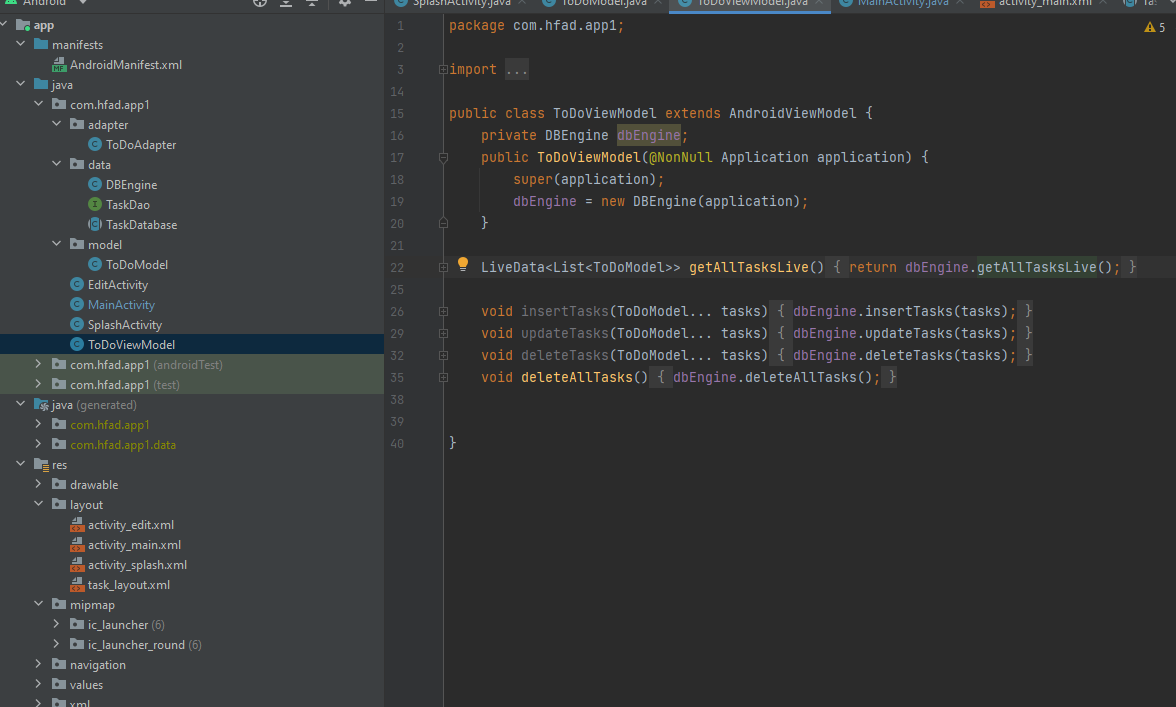 Android
SplashActivity.java
ToDoModel.java
ToDoViewModel.java
MainActivity.java
activity_main.xml
app
manifests
AndroidManifest.xml
java
com.hfad.app1
adapter
ToDoAdapter
data
DBEngine
TaskDao
TaskDatabase
model
ToDoModel
EditActivity
MainActivity
SplashActivity
ToDoViewModel
com.hfad.app1 (androidTest)
com.hfad.app1 (test)
java (generated)
com.hfad.app1
com.hfad.app1.data
res
drawable
layout
activity_edit.xml
activity_main.xml
activity_splash.xml
task_layout.xml
mipmap
ic_launcher (6)
ic_launcher_round (6)
navigation
values
xml
5
1 package com.hfad.app1;
2
3 import ...
14
15 public class ToDoViewModel extends AndroidViewModel {
16 private DBEngine dbEngine;
17 public ToDoViewModel(@NonNull Application application) {
18 super(application);
19 dbEngine = new DBEngine(application);
20 }
21
22 LiveData<List<ToDoModel>> getAllTasksLive() { return dbEngine.getAllTasksLive(); }
25
26 void insertTasks(ToDoModel... tasks) { dbEngine.insertTasks(tasks); }
29 void updateTasks(ToDoModel... tasks) { dbEngine.updateTasks(tasks); }
32 void deleteTasks(ToDoModel... tasks) { dbEngine.deleteTasks(tasks); }
35 void deleteAllTasks() { dbEngine.deleteAllTasks(); }
38
39
40 }